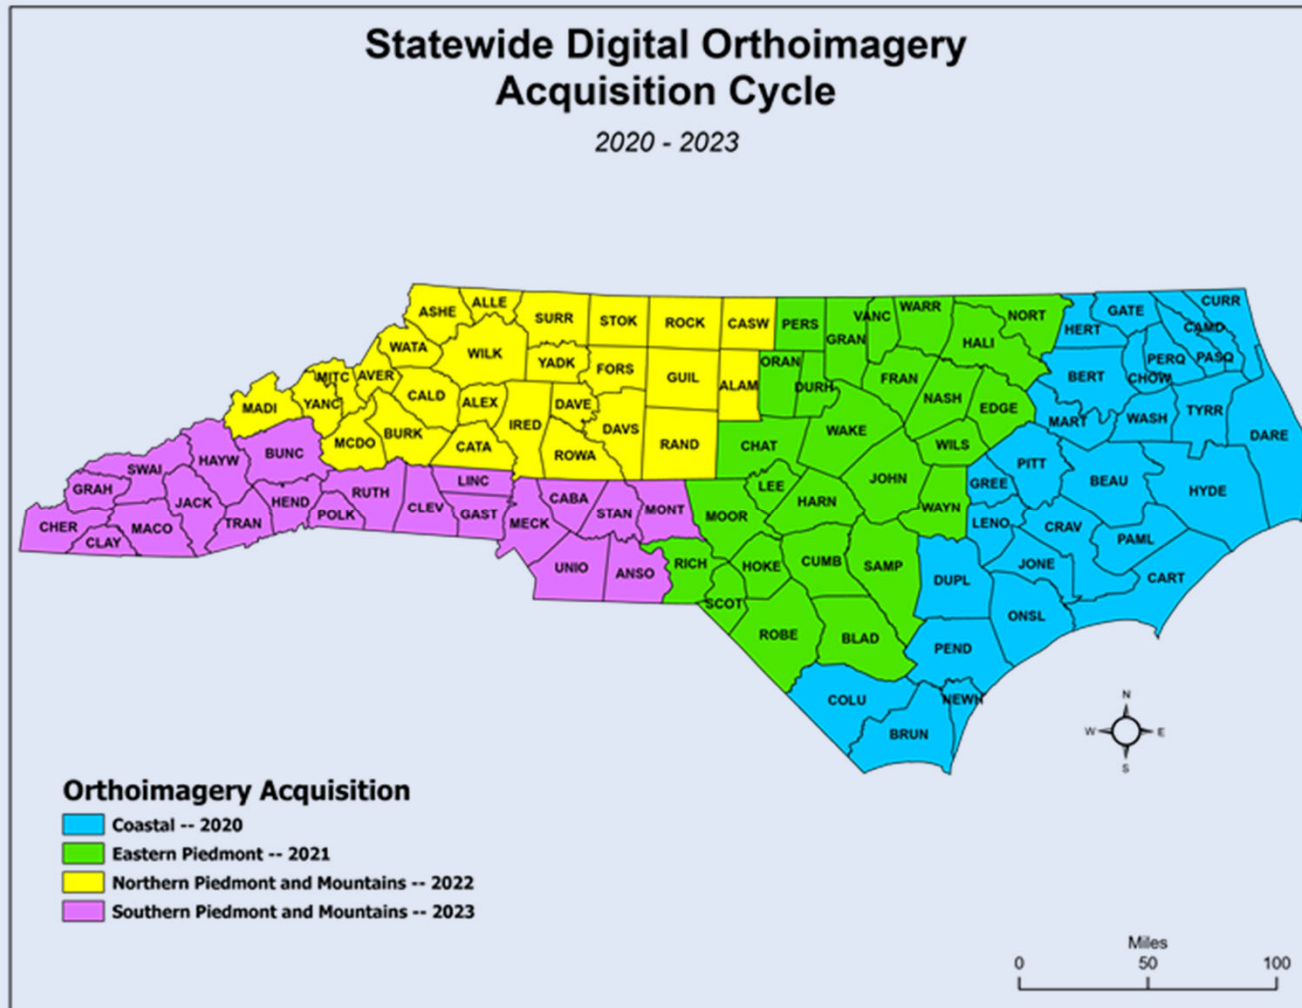 Statewide Digital Orthoimagery
Acquisition Cycle
2020 - 2023
ASHE
ALLE
SURR
STOK
ROCK
CASW
PERS
GRAN
VANC
WARR
NORT
HERT
GATE
CURR
CAMD
WATA
WILK
YADK
FORS
GUIL
ALAM
ORAN
DURH
FRAN
HALI
BERT
PERQ
PASQ
CHOW
MITC
AVER
YANC
CALD
ALEX
IRED
DAVE
DAVS
NASH
EDGE
MART
WASH
TYRR
DARE
MADI
MCDO
BURK
CATA
ROWA
RAND
CHAT
WAKE
WILS
PITT
BUNC
HAYW
SWAI
GRAH
JACK
HEND
RUTH
POLK
CLEV
LINC
GAST
CABA
STAN
MONT
MOOR
LEE
HARN
JOHN
WAYN
GREE
BEAU
HYDE
CHER
CLAY
MACO
TRAN
MECK
UNIO
ANSO
RICH
HOKE
CUMB
SAMP
LENO
CRAV
PAML
JONE
CART
SCOT
DUPL
ONSL
ROBE
BLAD
PEND
COLU
BRUN
NEWH
N
W
E
S
Orthoimagery Acquisition
Coastal -- 2020
Eastern Piedmont -- 2021
Northern Piedmont and Mountains -- 2022
Southern Piedmont and Mountains -- 2023
Miles
0 50 100